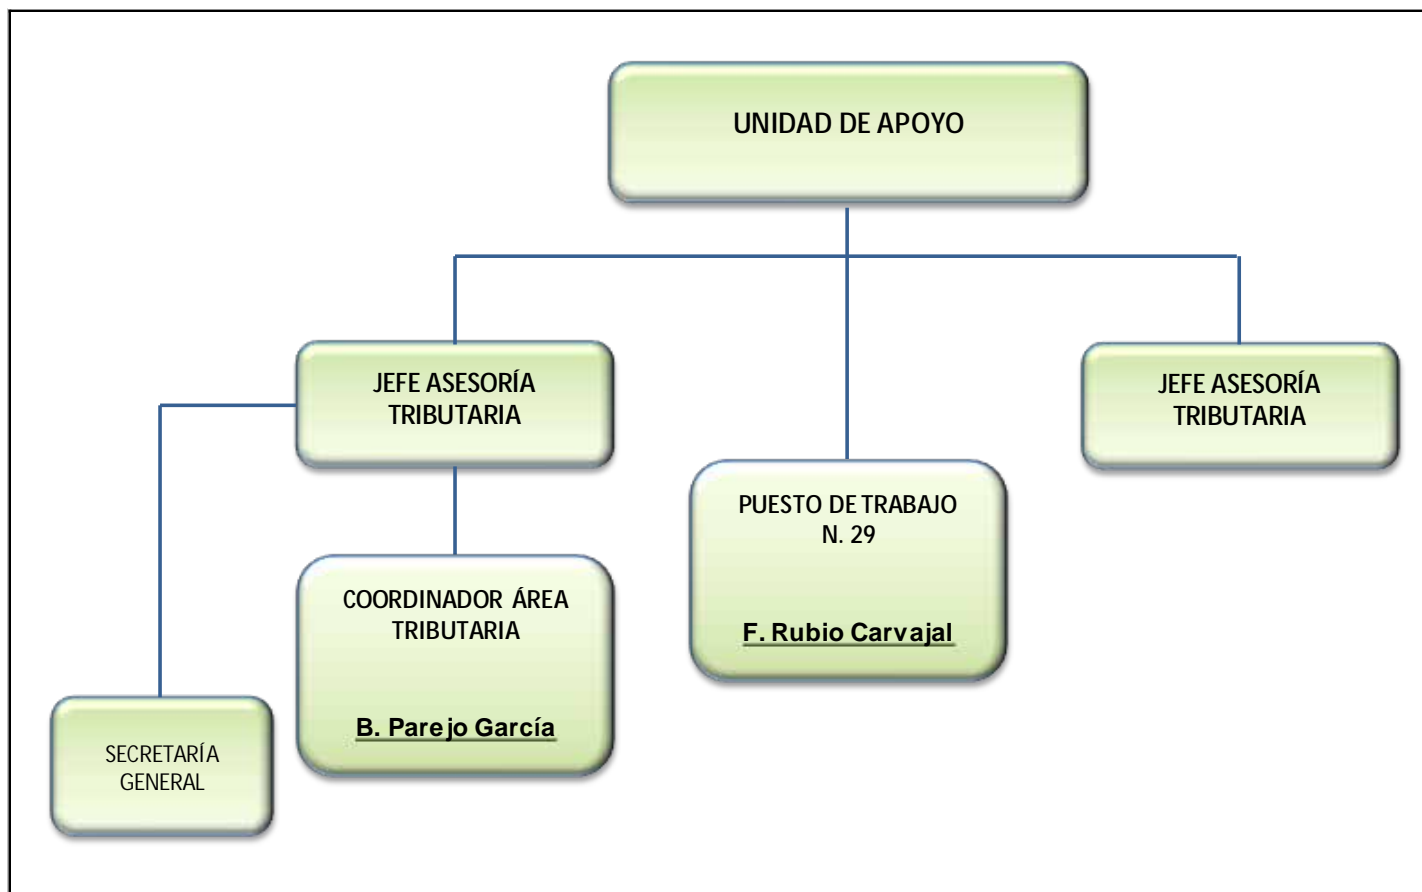 UNIDAD DE APOYO
JEFE ASESORÍA
TRIBUTARIA
JEFE ASESORÍA
TRIBUTARIA
PUESTO DE TRABAJO
N. 29
F. Rubio Carvajal
COORDINADOR ÁREA
TRIBUTARIA
B. Parejo García
SECRETARÍA
GENERAL